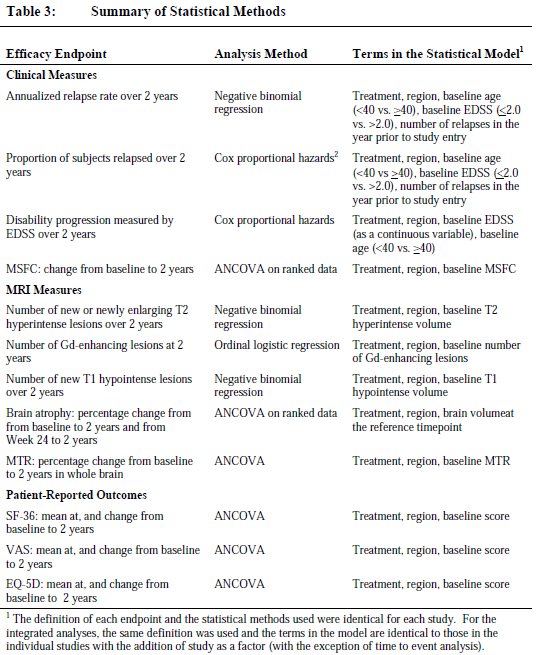 Table 3: Summary of Statistical Methods
Efficacy Endpoint Analysis Method Terms in the Statistical Model1
Clinical Measures
Annualized relapse rate over 2 years Negative binomial Treatment, region, baseline age
regression (<40 vs. ≥40), baseline EDSS (≤2.0
vs. >2.0), number of relapses in the
year prior to study entry
Proportion of subjects relapsed over 2 Cox proportional hazards2 Treatment, region, baseline age
years (<40 vs ≥40), baseline EDSS (≤2.0
vs. >2.0), number of relapses in the
year prior to study entry
Disability progression measured by Cox proportional hazards Treatment, region, baseline EDSS
EDSS over 2 years (as a continuous variable), baseline
age (<40 vs. ≥40)
MSFC: change from baseline to 2 years ANCOVA on ranked data Treatment, region, baseline MSFC
MRI Measures
Number of new or newly enlarging T2 Negative binomial Treatment, region, baseline T2
hyperintense lesions over 2 years regression hyperintense volume
Number of Gd-enhancing lesions at 2 Ordinal logistic regression Treatment, region, baseline number
years of Gd-enhancing lesions
Number of new T1 hypointense lesions Negative binomial Treatment, region, baseline T1
over 2 years regression hypointense volume
Brain atrophy: percentage change from ANCOVA on ranked data Treatment, region, brain volumeat
from baseline to 2 years and from the reference timepoint
Week 24 to 2 years
MTR: percentage change from baseline ANCOVA Treatment, region, baseline MTR
to 2 years in whole brain
Patient-Reported Outcomes
SF-36: mean at, and change from ANCOVA Treatment, region, baseline score
baseline to 2 years
VAS: mean at, and change from baseline ANCOVA Treatment, region, baseline score
to 2 years
EQ-5D: mean at, and change from ANCOVA Treatment, region, baseline score
baseline to 2 years
1 The definition of each endpoint and the statistical methods used were identical for each study. For the
integrated analyses, the same definition was used and the terms in the model are identical to those in the
individual studies with the addition of study as a factor (with the exception of time to event analysis).